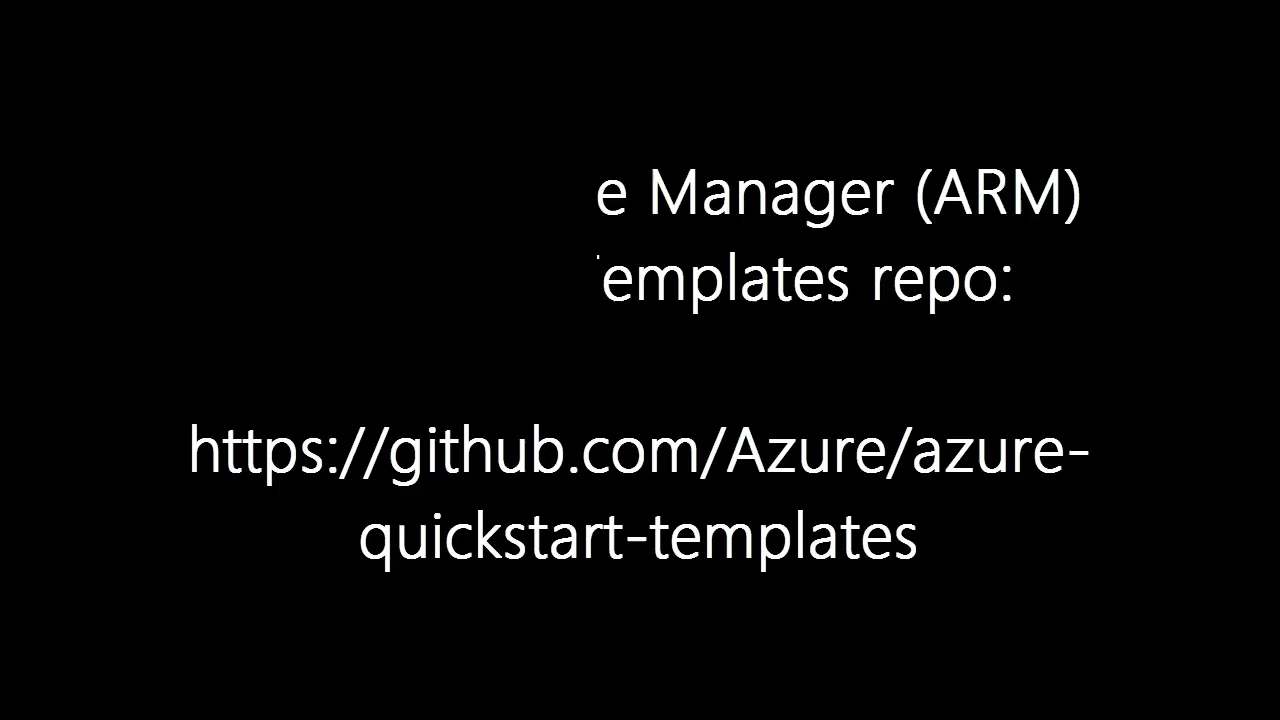 e Manager (ARM)
emplates repo:
https://github.com/Azure/azure-
quickstart-templates